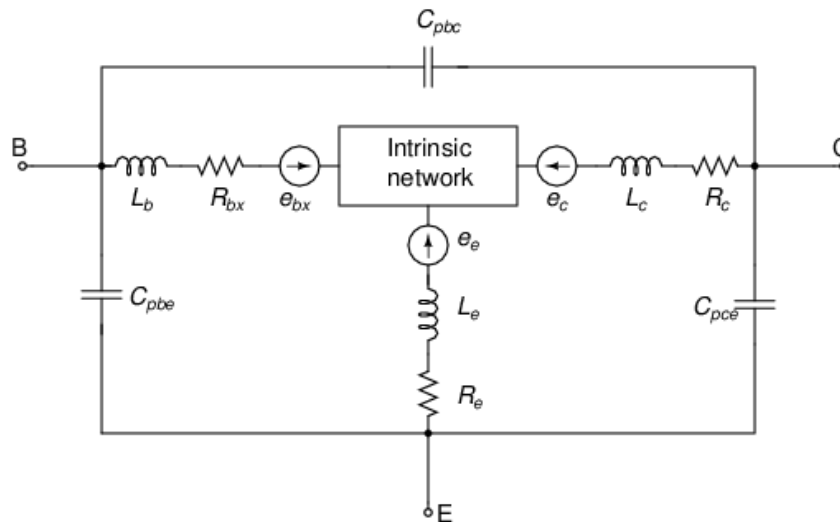 C_pbc
B
Intrinsic
network
C
L_b
R_bx
e_bx
e_c
L_c
R_c
e_e
C_pbe
L_e
C_pce
R_e
E